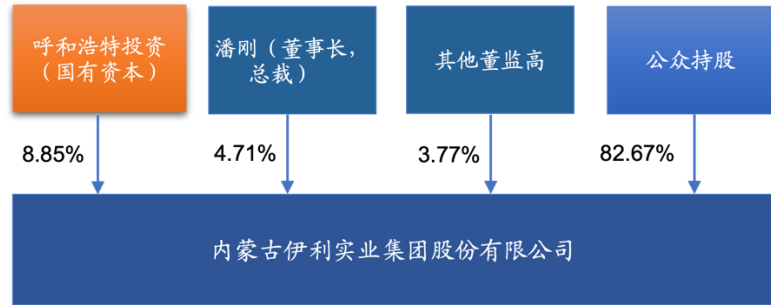 呼和浩特投资
（国有资本）
潘刚（董事长,
总裁）
其他董监高
公众持股
8.85%
4.71%
3.77%
82.67%
内蒙古伊利实业集团股份有限公司